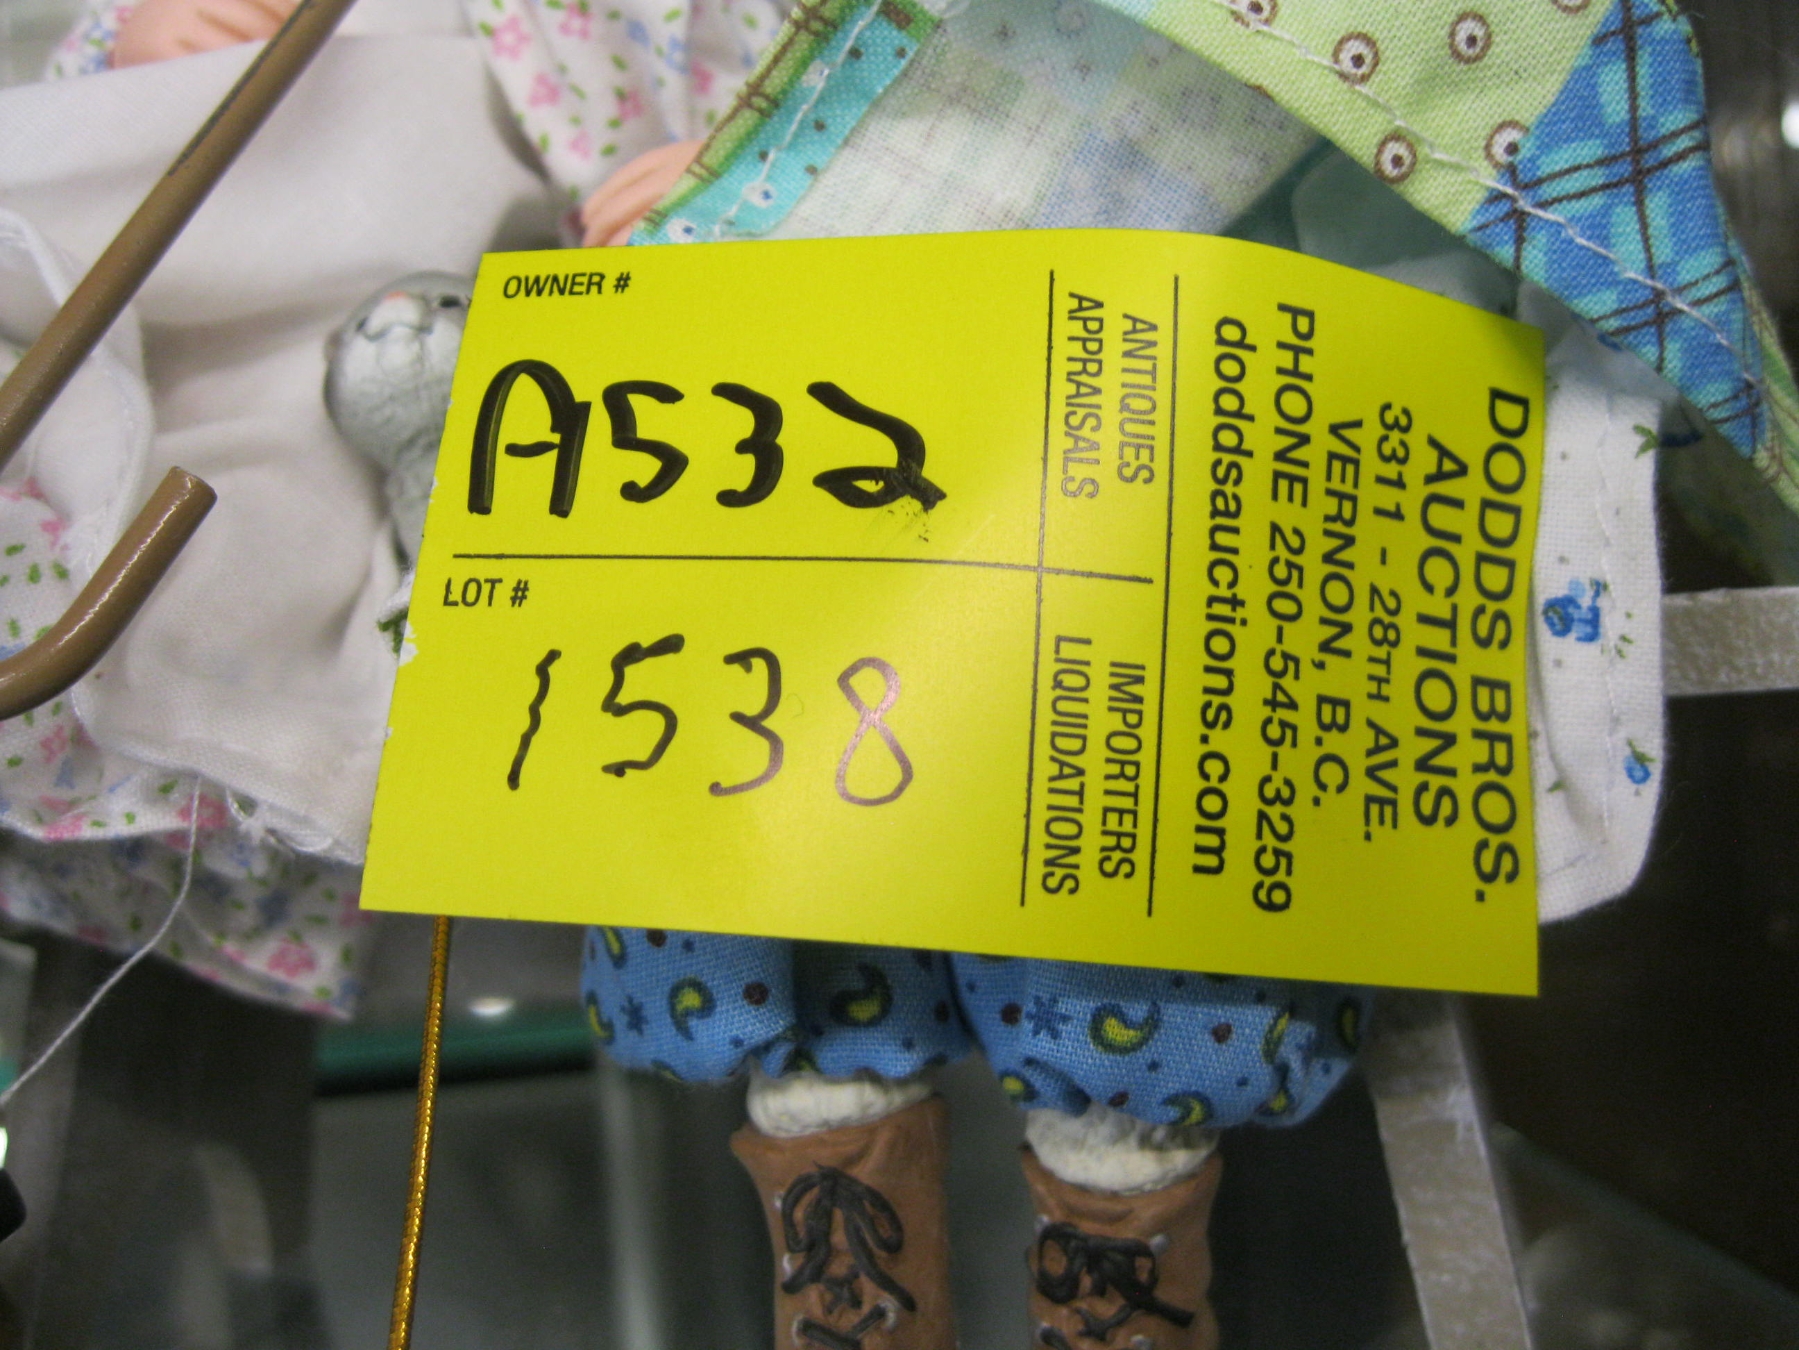 OWNER #
A532
LOT #
1538
ANTIQUES
APPRAISALS
IMPORTERS
LIQUIDATIONS
DODDS BROS.
AUCTIONS
3311 - 28TH AVE.
VERNON, B.C.
PHONE 250-545-3259
doddsauctions.com